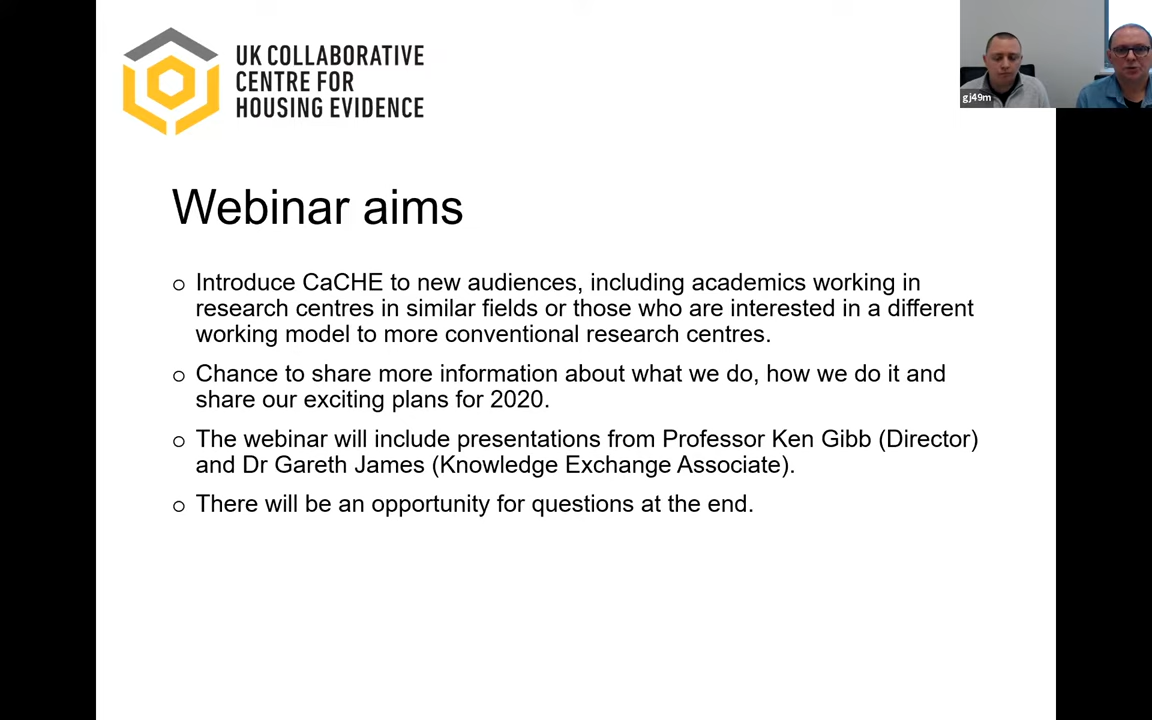 UK COLLABORATIVE
CENTRE FOR
HOUSING EVIDENCE
gj49m
Webinar aims
Introduce CaCHE to new audiences, including academics working in
research centres in similar fields or those who are interested in a different
working model to more conventional research centres.
Chance to share more information about what we do, how we do it and
share our exciting plans for 2020.
The webinar will include presentations from Professor Ken Gibb (Director)
and Dr Gareth James (Knowledge Exchange Associate).
There will be an opportunity for questions at the end.